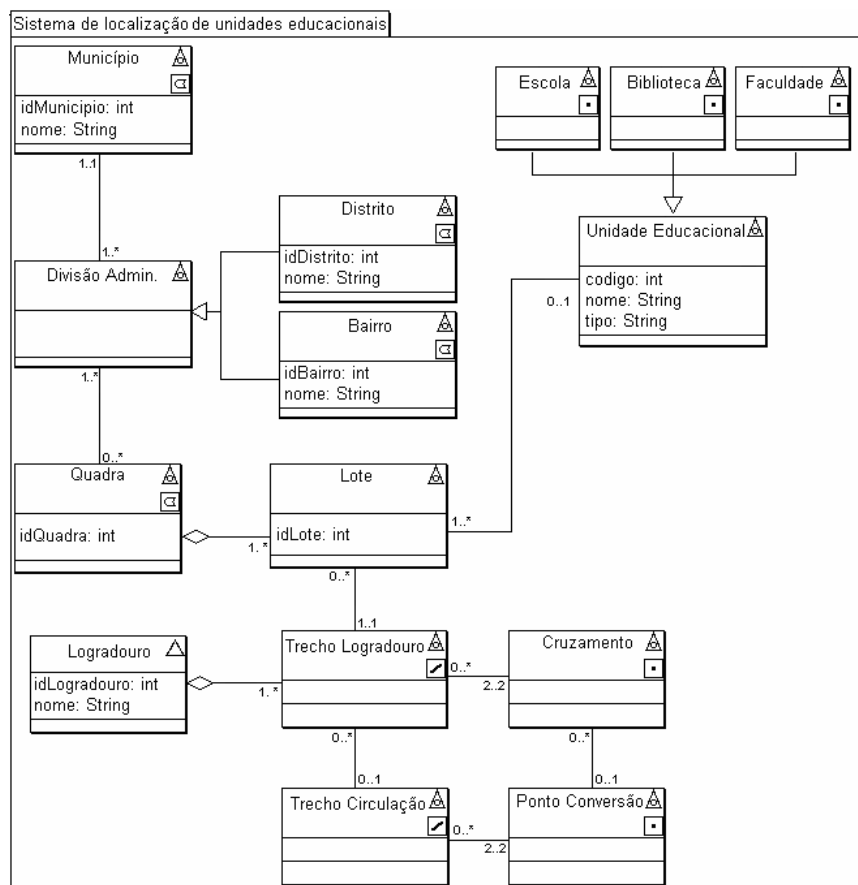 Sistema de localização de unidades educacionais
Município
idMunicipio: int
nome: String
1..1
1..*
Divisão Admin.
1..*
0..*
Distrito
idDistrito: int
nome: String
Bairro
idBairro: int
nome: String
Escola
Biblioteca
Faculdade
Unidade Educacional
codigo: int
nome: String
tipo: String
0..1
1..*
Quadra
idQuadra: int
1..*
Lote
idLote: int
0..*
1..1
Logradouro
idLogradouro: int
nome: String
1..*
Trecho Logradouro
0..*
2..2
Cruzamento
0..*
0..1
0..*
0..1
Trecho Circulação
0..*
2..2
Ponto Conversão